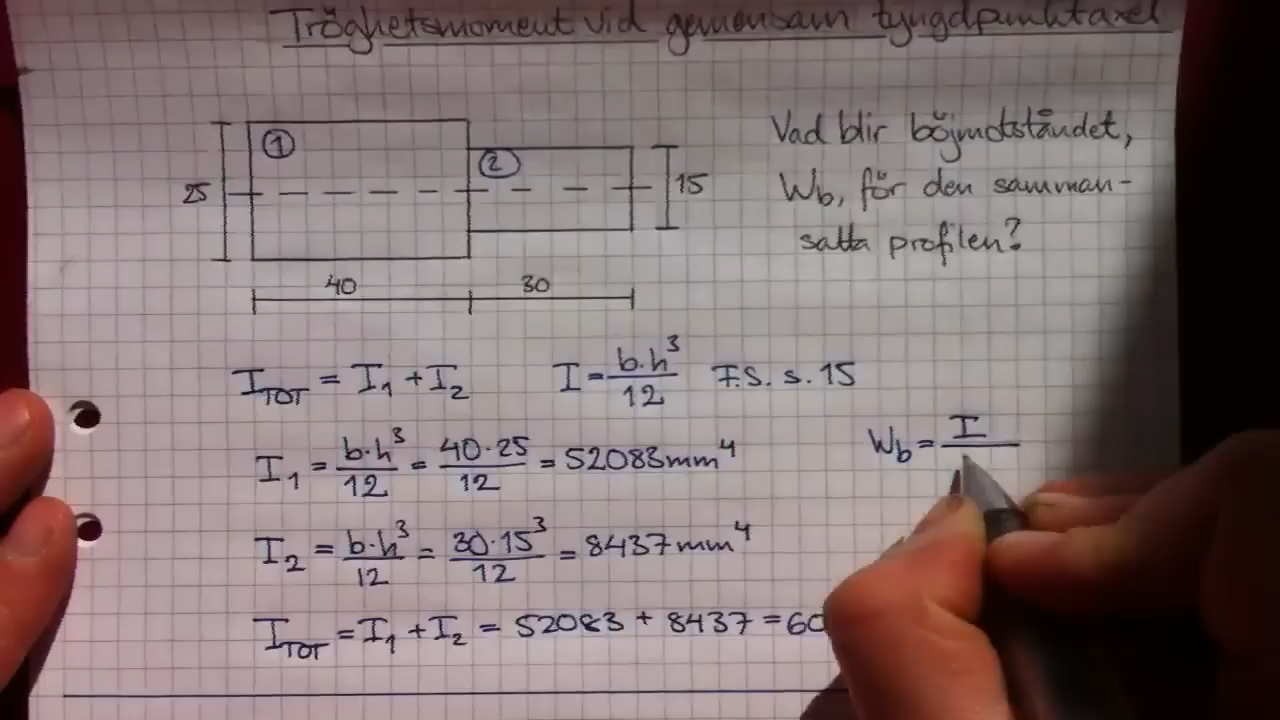 Tröghetsmoment vid gemensam tyngdpunktaxel
Vad blir böjmotståndet,
Wb, för den samman-
satta profilen?
1
2
25
15
40
30
I_TOT = I₁ + I₂
I = b·h³/12 F.S. s. 15
I₁ = b·h³/12 = 40·25/12 = 52083mm⁴
Wb = I
I₂ = b·h³/12 = 30·15³/12 = 8437mm⁴
I_TOT = I₁ + I₂ = 52083 + 8437 = 60